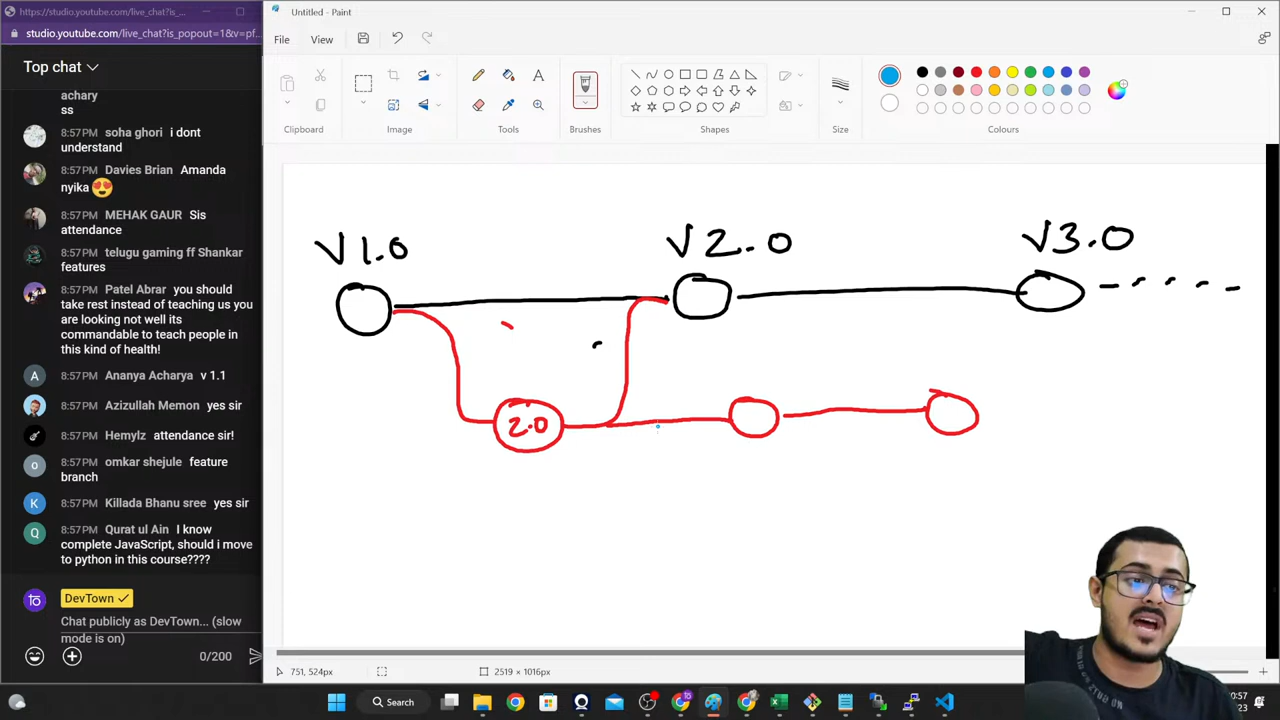 https://studio.youtube.com/live_chat?is_...
studio.youtube.com/live_chat?is_popout=1&v=pf...
Top chat
achary
ss
8:57PM soha ghori i dont
understand
8:57PM Davies Brian Amanda
nyika
8:57PM MEHAK GAUR Sis
attendance
8:57PM telugu gaming ff Shankar
features
8:57PM Patel Abrar you should
take rest instead of teaching us you
are looking not well its
commandable to teach people in
this kind of health!
A
8:57PM Ananya Acharya v 1.1
8:57PM Azizullah Memon yes sir
8:57PM Hemylz attendance sir!
o
8:57PM omkar shejule feature
branch
K
8:57PM Killada Bhanu sree yes sir
Q
8:57PM Qurat ul Ain I know
complete JavaScript, should i move
to python in this course????
DevTown
Chat publicly as DevTown... (slow
mode is on)
0/200
Untitled - Paint
File
View
Clipboard
Image
Tools
Brushes
Shapes
Size
Colours
V1.0
V2.0
V3.0
2.0
751, 524px
2519 × 1016px
Search